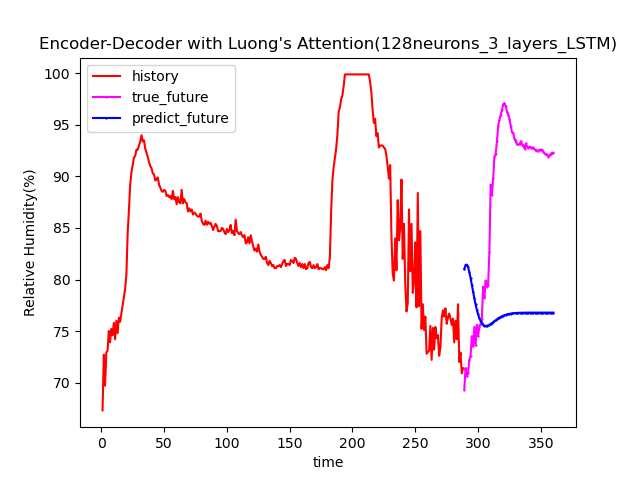 Encoder-Decoder with Luong's Attention(128neurons_3_layers_LSTM)
history
true_future
predict_future
Relative Humidity(%)
100
95
90
85
80
75
70
0 50 100 150 200 250 300 350
time